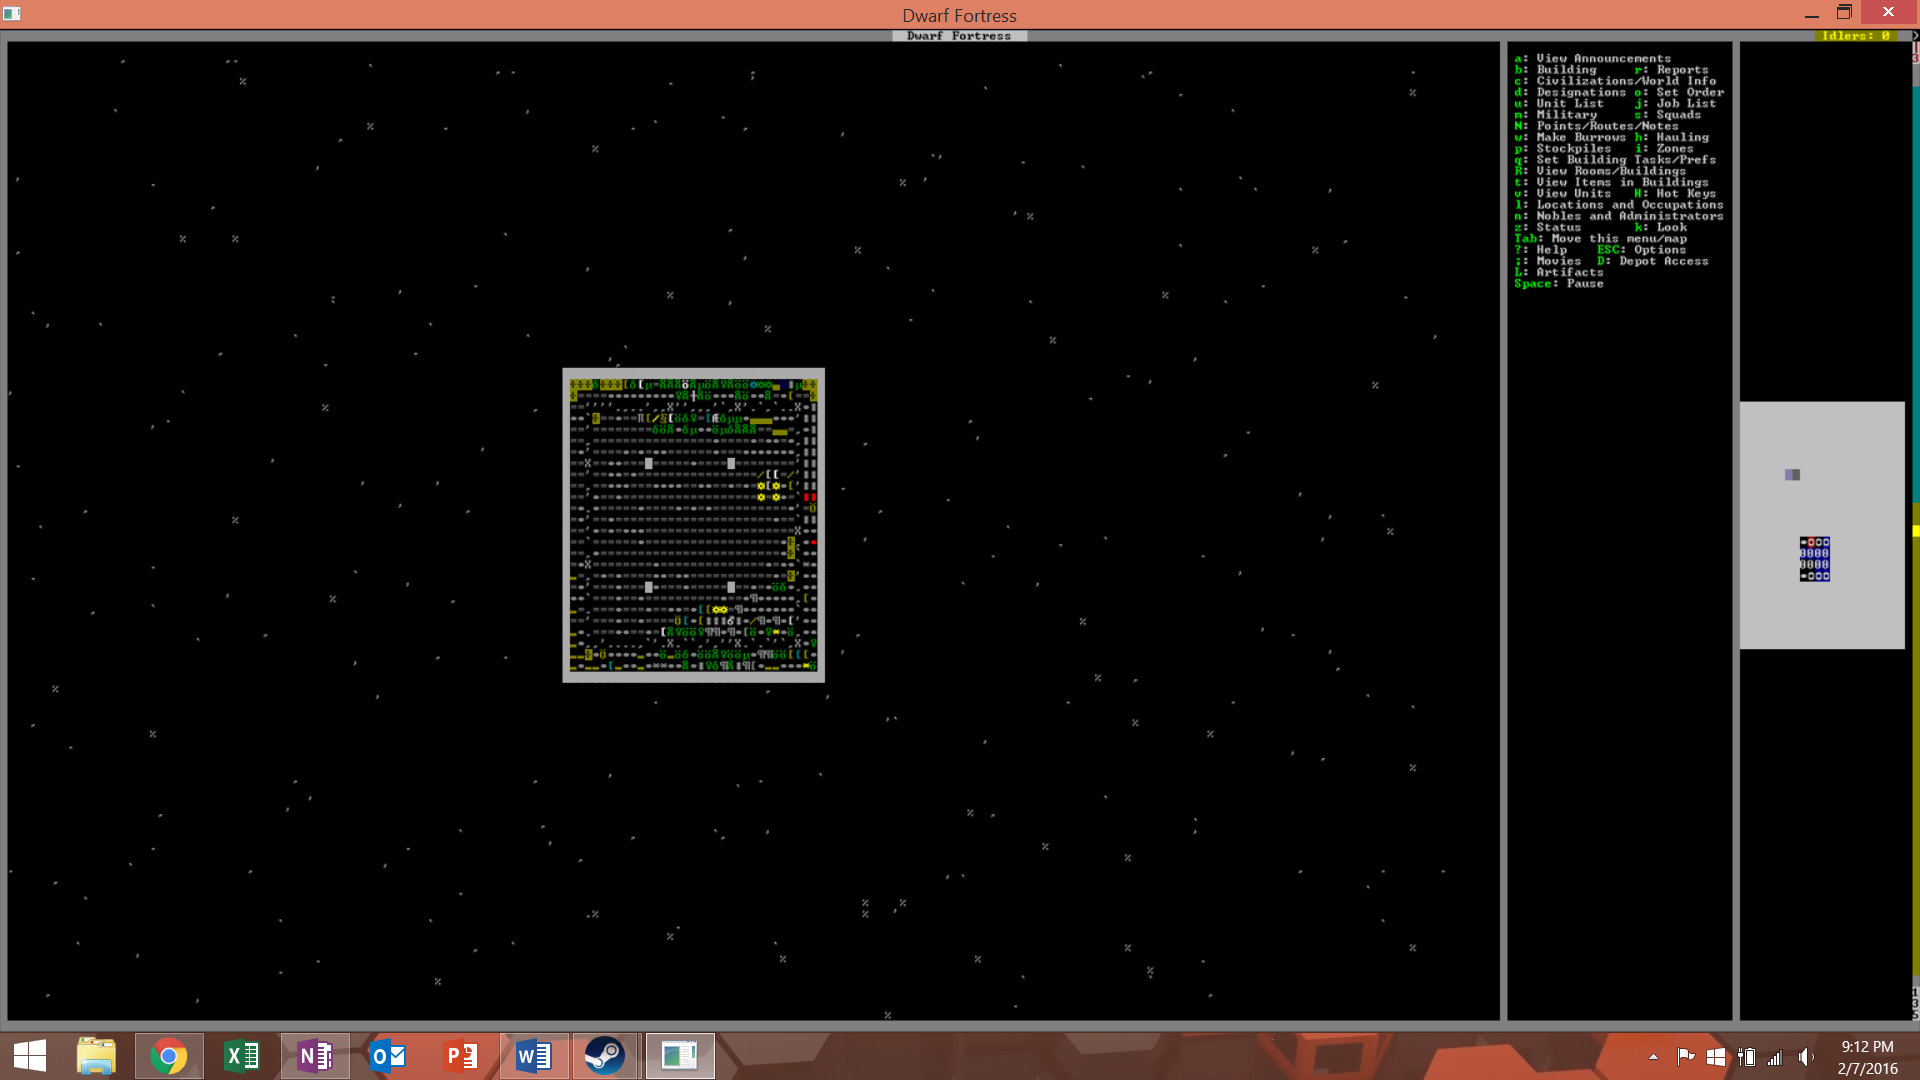 Dwarf Fortress
Dwarf Fortress
Idlers: 0
a: View Announcements
b: Building r: Reports
c: Civilizations/World Info
d: Designations o: Set Order
u: Unit List j: Job List
m: Military s: Squads
N: Points/Routes/Notes
w: Make Burrows h: Hauling
p: Stockpiles i: Zones
q: Set Building Tasks/Prefs
R: View Rooms/Buildings
t: View Items in Buildings
v: View Units H: Hot Keys
l: Locations and Occupations
n: Nobles and Administrators
z: Status k: Look
Tab: Move this menu/map
?: Help ESC: Options
;: Movies D: Depot Access
L: Artifacts
Space: Pause
9:12 PM
2/7/2016